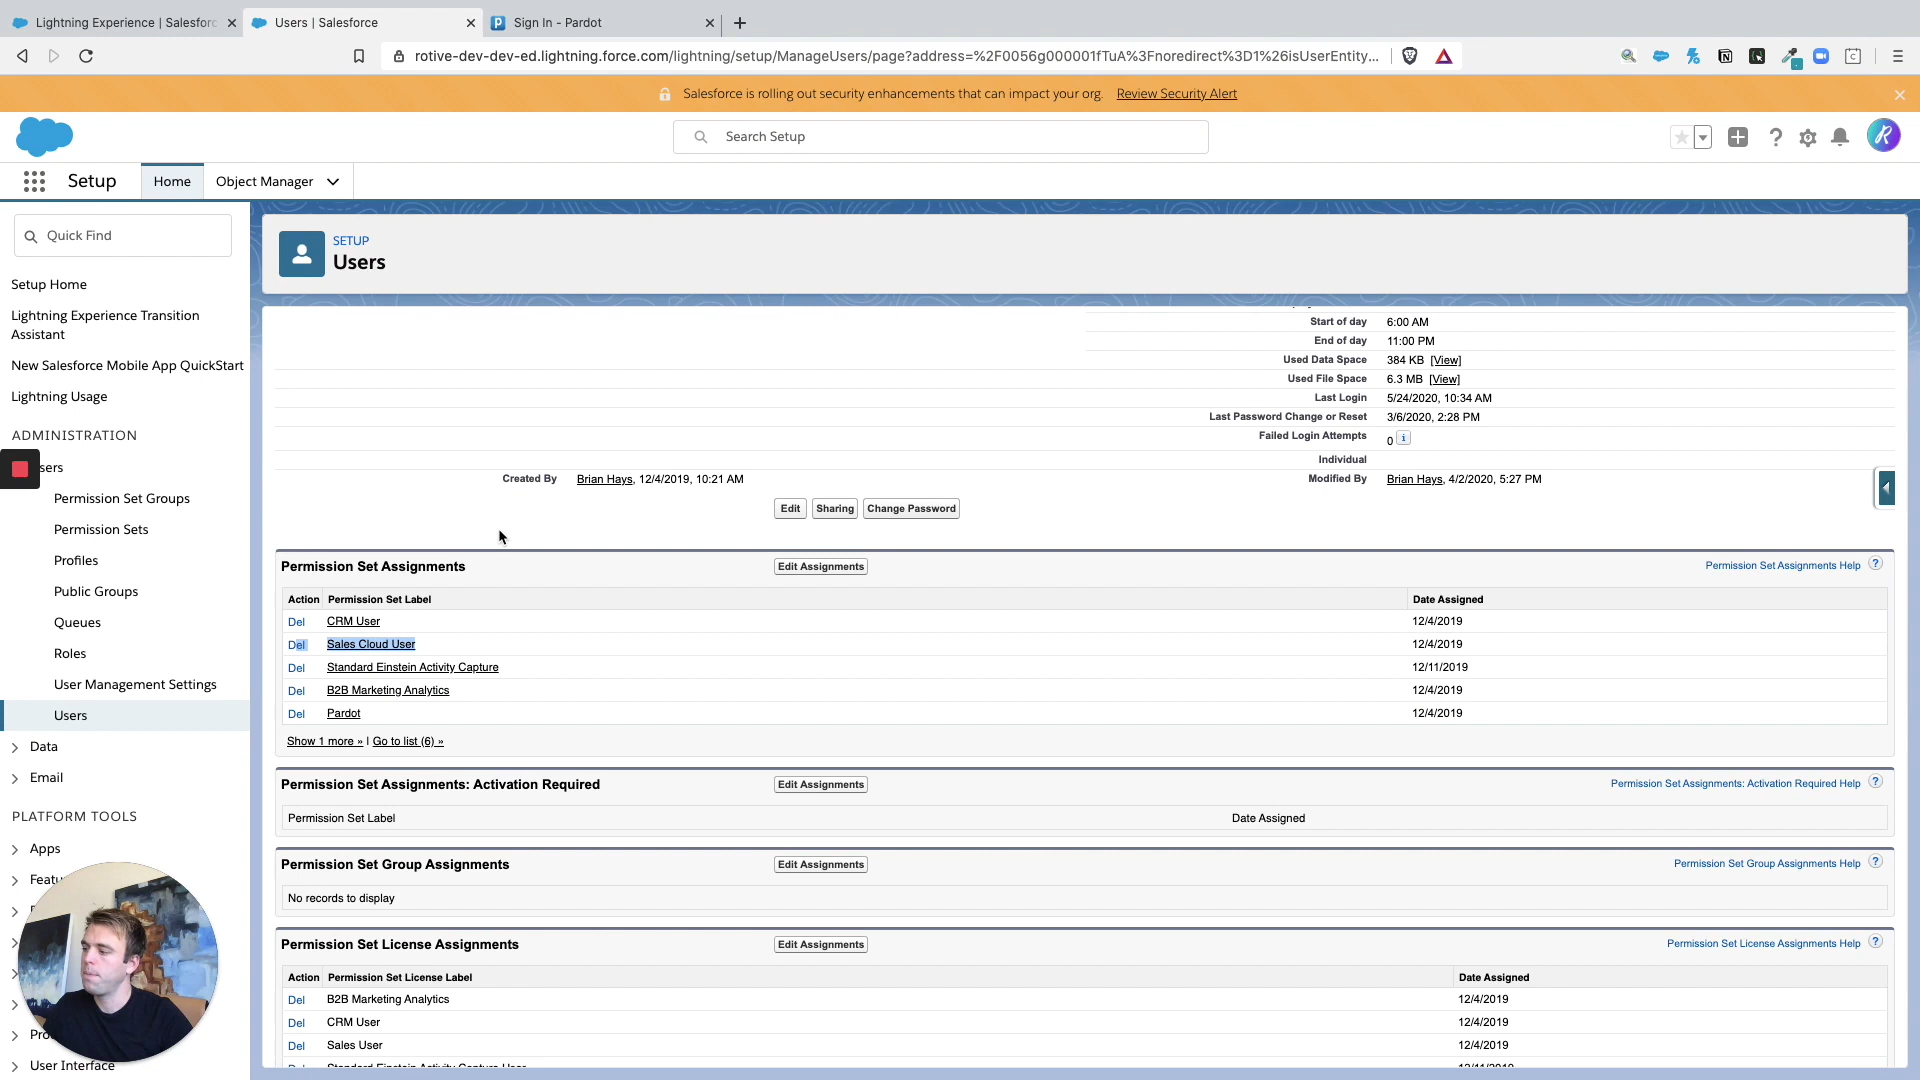 Lightning Experience | Salesforc
Users | Salesforce
Sign In - Pardot
rotive-dev-dev-ed.lightning.force.com/lightning/setup/ManageUsers/page?address=%2F0056g000001fTuA%3Fnoredirect%3D1%26isUserEntity...
Salesforce is rolling out security enhancements that can impact your org. Review Security Alert
Search Setup
Setup
Home
Object Manager
Quick Find
Setup Home
Lightning Experience Transition
Assistant
New Salesforce Mobile App QuickStart
Lightning Usage
ADMINISTRATION
sers
Permission Set Groups
Permission Sets
Profiles
Public Groups
Queues
Roles
User Management Settings
Users
Data
Email
PLATFORM TOOLS
Apps
Featu
Pro
User Interface
SETUP
Users
Start of day 6:00 AM
End of day 11:00 PM
Used Data Space 384 KB [View]
Used File Space 6.3 MB [View]
Last Login 5/24/2020, 10:34 AM
Last Password Change or Reset 3/6/2020, 2:28 PM
Failed Login Attempts 0 i
Individual
Created By Brian Hays, 12/4/2019, 10:21 AM
Modified By Brian Hays, 4/2/2020, 5:27 PM
Edit Sharing Change Password
Permission Set Assignments Edit Assignments Permission Set Assignments Help ?
Action Permission Set Label Date Assigned
Del CRM User 12/4/2019
Del Sales Cloud User 12/4/2019
Del Standard Einstein Activity Capture 12/11/2019
Del B2B Marketing Analytics 12/4/2019
Del Pardot 12/4/2019
Show 1 more » | Go to list (6) »
Permission Set Assignments: Activation Required Edit Assignments Permission Set Assignments: Activation Required Help ?
Permission Set Label Date Assigned
Permission Set Group Assignments Edit Assignments Permission Set Group Assignments Help ?
No records to display
Permission Set License Assignments Edit Assignments Permission Set License Assignments Help ?
Action Permission Set License Label Date Assigned
Del B2B Marketing Analytics 12/4/2019
Del CRM User 12/4/2019
Del Sales User 12/4/2019
Del Standard Einstein Activity Capture User 12/11/2019